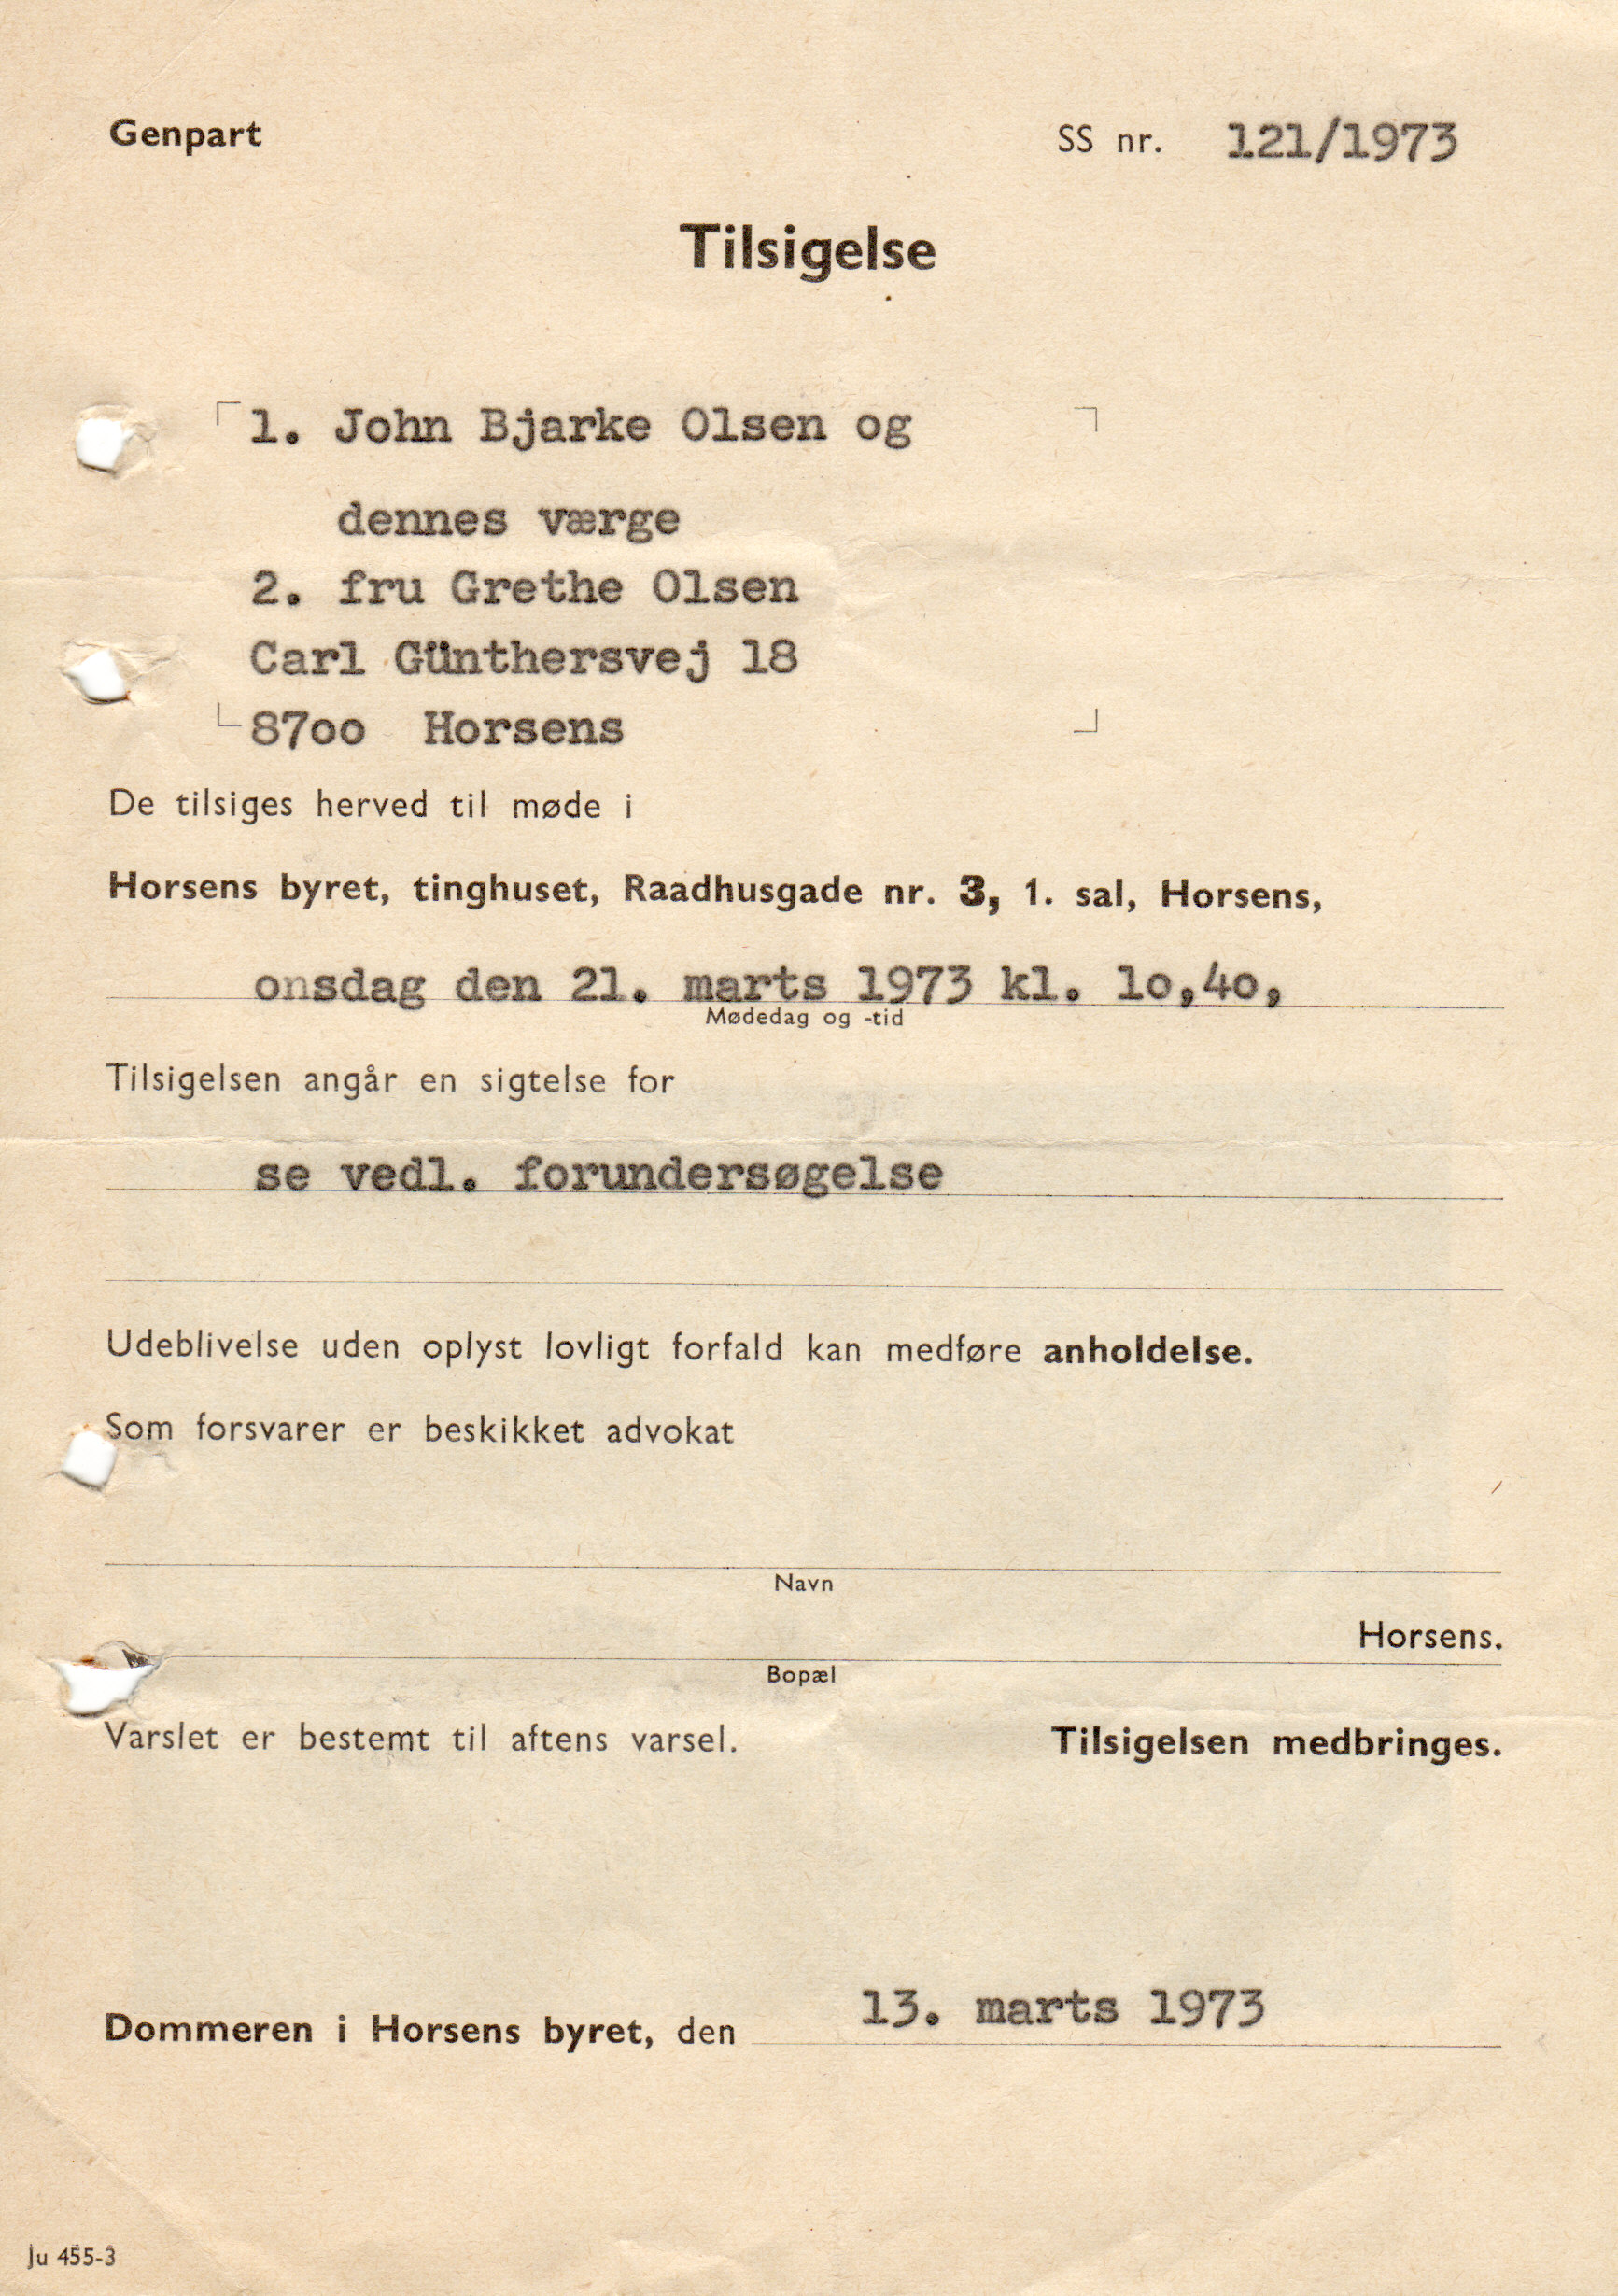 Genpart
SS nr. 121/1973
Tilsigelse
1. John Bjarke Olsen og
dennes værge
2. fru Grethe Olsen
Carl Günthersvej 18
87oo Horsens
De tilsiges herved til møde i
Horsens byret, tinghuset, Raadhusgade nr. 3, 1. sal, Horsens,
onsdag den 21. marts 1973 kl. lo,4o,
Mødedag og -tid
Tilsigelsen angår en sigtelse for
se vedl. forundersøgelse
Udeblivelse uden oplyst lovligt forfald kan medføre anholdelse.
Som forsvarer er beskikket advokat
Navn
Horsens.
Bopæl
Varslet er bestemt til aftens varsel.
Tilsigelsen medbringes.
Dommeren i Horsens byret, den 13. marts 1973
Ju 455-3